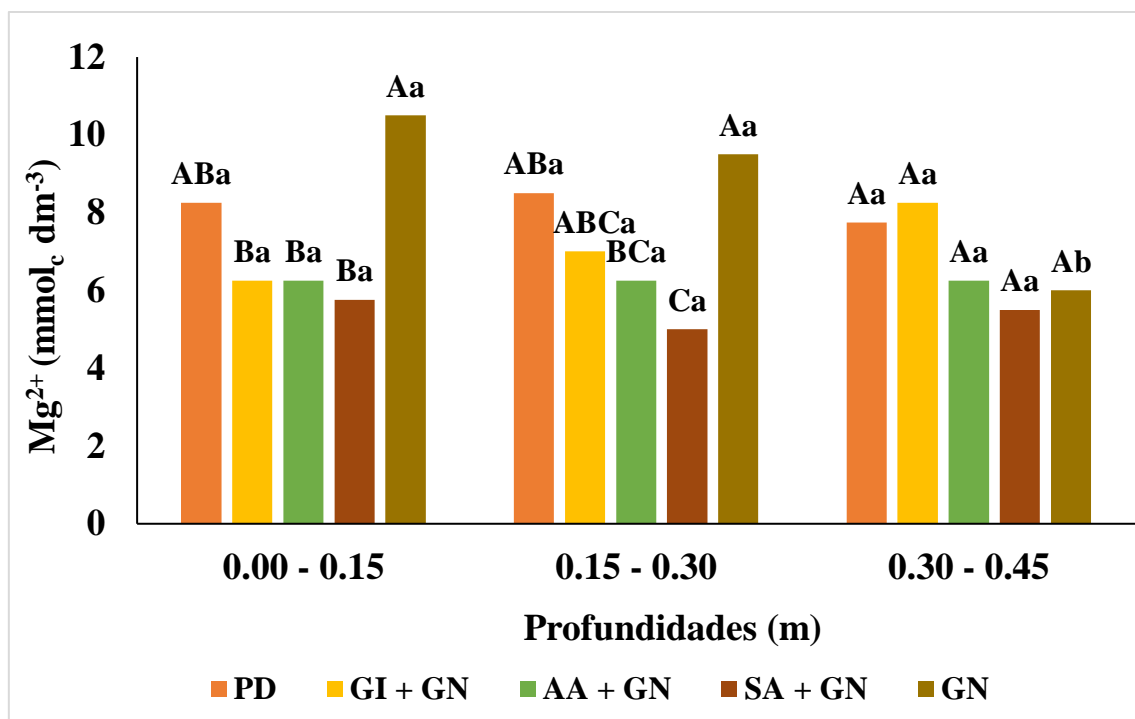 Mg²⁺ (mmol_c dm⁻³)
12
10
8
6
4
2
0
ABa
Ba
Ba
Ba
Aa
ABa
ABCa
BCa
Ca
Aa
Aa
Aa
Aa
Aa
Ab
0.00 - 0.15
0.15 - 0.30
0.30 - 0.45
Profundidades (m)
PD GI + GN AA + GN SA + GN GN